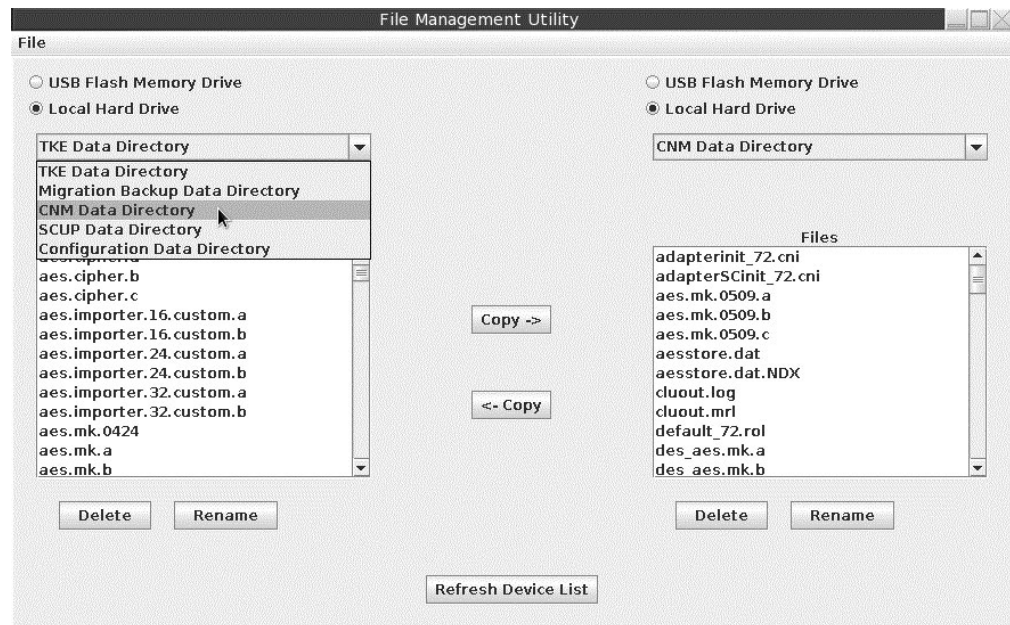 File Management Utility
File
USB Flash Memory Drive
Local Hard Drive
TKE Data Directory
TKE Data Directory
Migration Backup Data Directory
CNM Data Directory
SCUP Data Directory
Configuration Data Directory
aes.cipher.b
aes.cipher.c
aes.importer.16.custom.a
aes.importer.16.custom.b
aes.importer.24.custom.a
aes.importer.24.custom.b
aes.importer.32.custom.a
aes.importer.32.custom.b
aes.mk.0424
aes.mk.a
aes.mk.b
Delete Rename
Copy ->
<- Copy
USB Flash Memory Drive
Local Hard Drive
CNM Data Directory
Files
adapterinit_72.cni
adapterSCinit_72.cni
aes.mk.0509.a
aes.mk.0509.b
aes.mk.0509.c
aesstore.dat
aesstore.dat.NDX
cluout.log
cluout.mrl
default_72.rol
des_aes.mk.a
des_aes.mk.b
Delete Rename
Refresh Device List